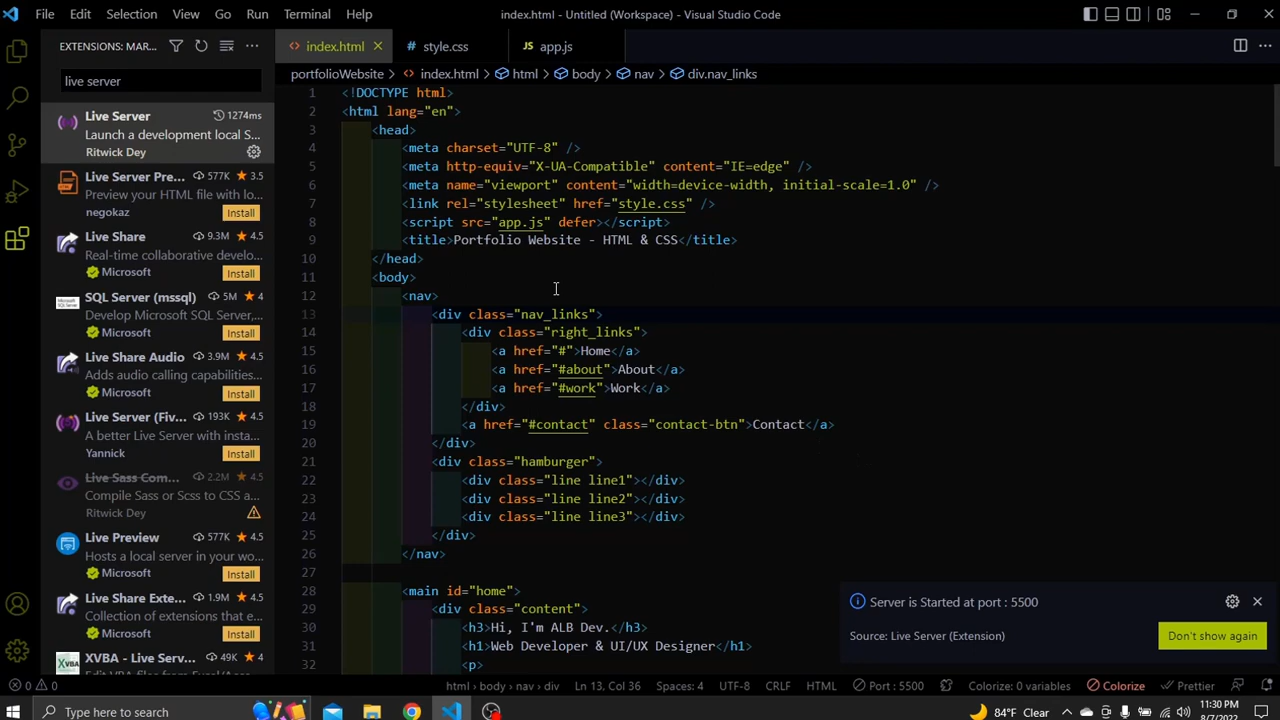 File Edit Selection View Go Run Terminal Help index.html - Untitled (Workspace) - Visual Studio Code
EXTENSIONS: MAR...
live server
Live Server 1274ms
Launch a development local S...
Ritwick Dey
Live Server Pre... 577K 3.5
Preview your HTML file with lo...
negokaz Install
Live Share 9.3M 4.5
Real-time collaborative develo...
Microsoft Install
SQL Server (mssql) 5M 4
Develop Microsoft SQL Server,...
Microsoft Install
Live Share Audio 3.9M 4.5
Adds audio calling capabilities...
Microsoft Install
Live Server (Fiv... 193K 4.5
A better Live Server with insta...
Yannick Install
Live Sass Com... 2.2M 4.5
Compile Sass or Scss to CSS a...
Ritwick Dey
Live Preview 577K 4.5
Hosts a local server in your wo...
Microsoft Install
Live Share Exte... 1.9M 4.5
Collection of extensions that e...
Microsoft Install
XVBA - Live Serv... 49K 4
index.html style.css app.js
portfolioWebsite > index.html > html > body > nav > div.nav_links
1 <!DOCTYPE html>
2 <html lang="en">
3 <head>
4 <meta charset="UTF-8" />
5 <meta http-equiv="X-UA-Compatible" content="IE=edge" />
6 <meta name="viewport" content="width=device-width, initial-scale=1.0" />
7 <link rel="stylesheet" href="style.css" />
8 <script src="app.js" defer></script>
9 <title>Portfolio Website - HTML & CSS</title>
10 </head>
11 <body>
12 <nav>
13 <div class="nav_links">
14 <div class="right_links">
15 <a href="#">Home</a>
16 <a href="#about">About</a>
17 <a href="#work">Work</a>
18 </div>
19 <a href="#contact" class="contact-btn">Contact</a>
20 </div>
21 <div class="hamburger">
22 <div class="line line1"></div>
23 <div class="line line2"></div>
24 <div class="line line3"></div>
25 </div>
26 </nav>
27
28 <main id="home">
29 <div class="content">
30 <h3>Hi, I'm ALB Dev.</h3>
31 <h1>Web Developer & UI/UX Designer</h1>
32 <p>
Server is Started at port : 5500
Source: Live Server (Extension) Don't show again
0 0 html > body > nav > div Ln 13, Col 36 Spaces: 4 UTF-8 CRLF HTML Port : 5500 Colorize: 0 variables Colorize Prettier
Type here to search 84°F Clear 11:30 PM